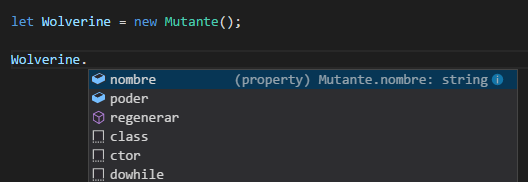 let Wolverine = new Mutante();
Wolverine.
nombre (property) Mutante.nombre: string
poder
regenerar
class
ctor
dowhile